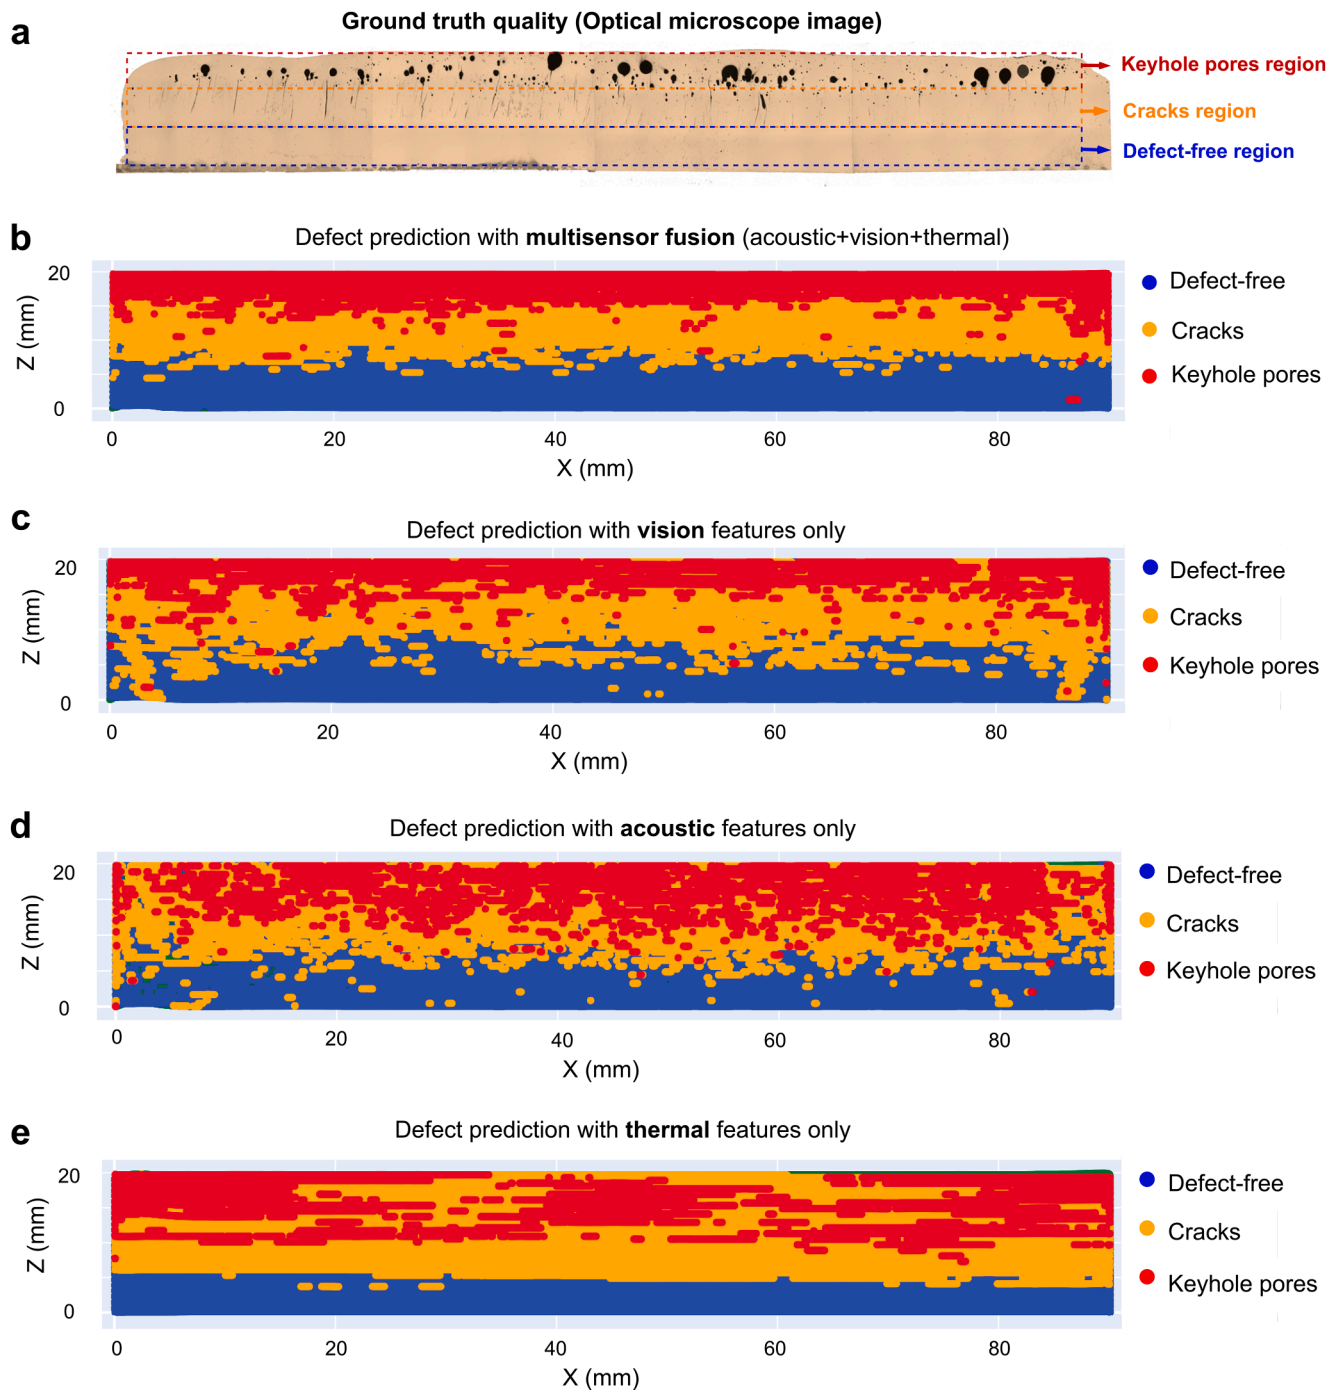 a
Ground truth quality (Optical microscope image)
Keyhole pores region
Cracks region
Defect-free region
b
Defect prediction with multisensor fusion (acoustic+vision+thermal)
Z (mm)
20
0
0 20 40 60 80
X (mm)
Defect-free
Cracks
Keyhole pores
c
Defect prediction with vision features only
Z (mm)
20
0
0 20 40 60 80
X (mm)
Defect-free
Cracks
Keyhole pores
d
Defect prediction with acoustic features only
Z (mm)
20
0
0 20 40 60 80
X (mm)
Defect-free
Cracks
Keyhole pores
e
Defect prediction with thermal features only
Z (mm)
20
0
0 20 40 60 80
X (mm)
Defect-free
Cracks
Keyhole pores